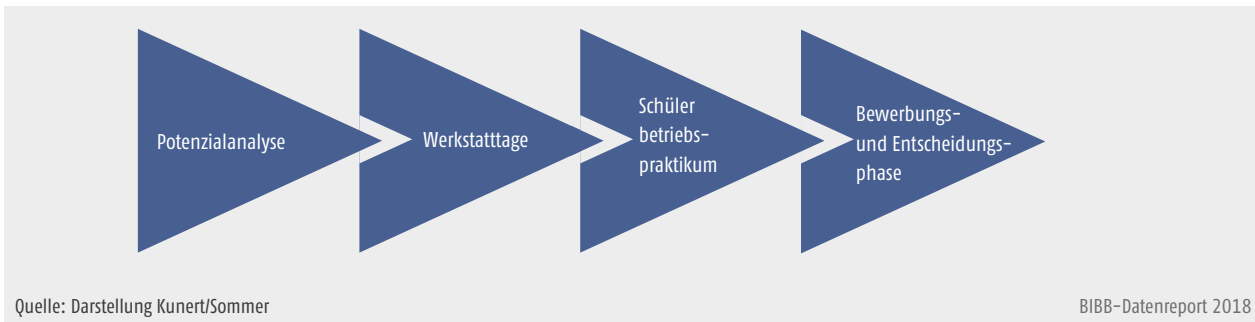 Potenzialanalyse
Werkstatttage
Schüler
betriebs-
praktikum
Bewerbungs-
und Entscheidungs-
phase
Quelle: Darstellung Kunert/Sommer
BIBB-Datenreport 2018